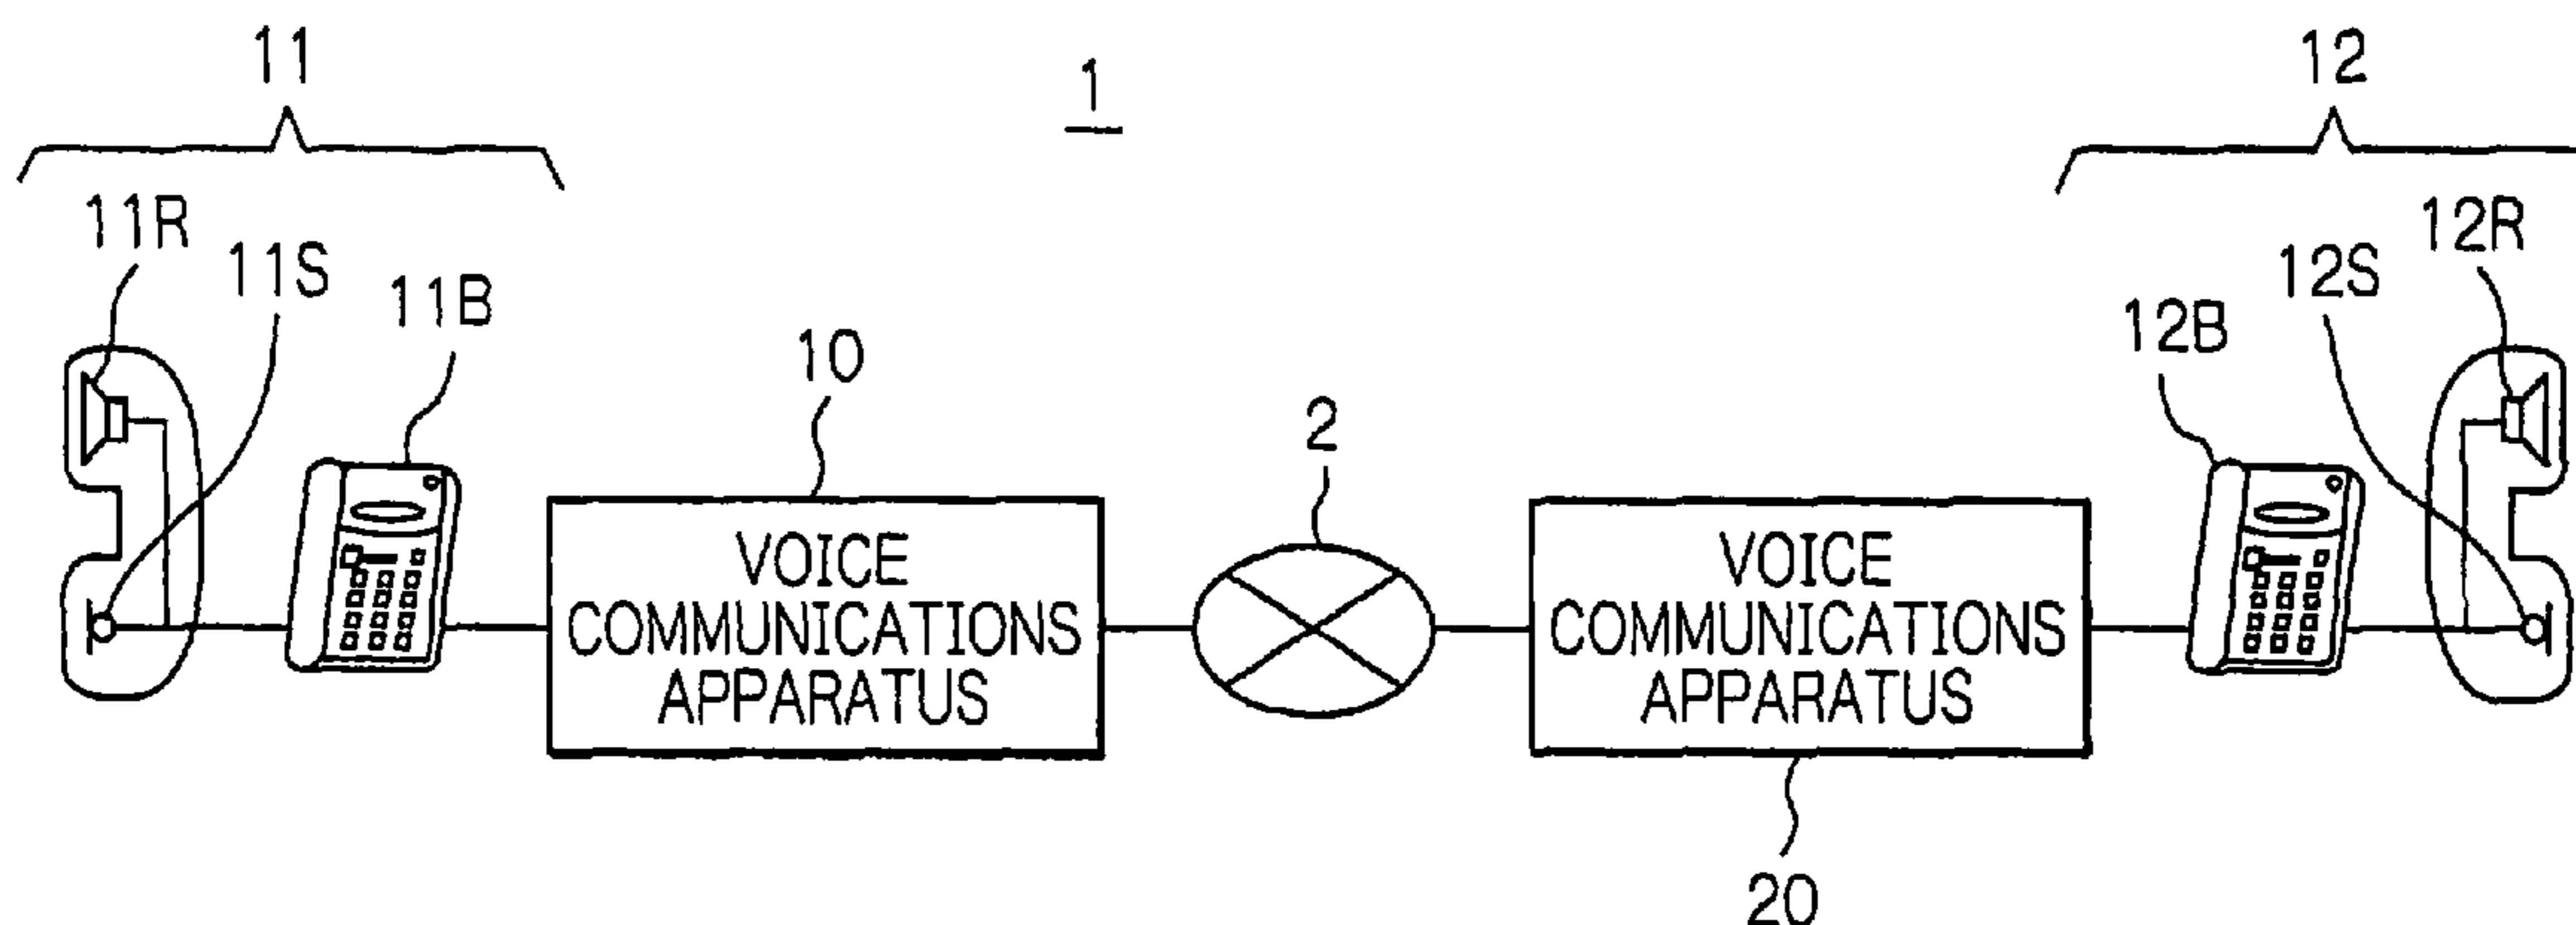 11
1
12
11R
11S
11B
10
2
12B
12S
12R
VOICE
COMMUNICATIONS
APPARATUS
VOICE
COMMUNICATIONS
APPARATUS
20